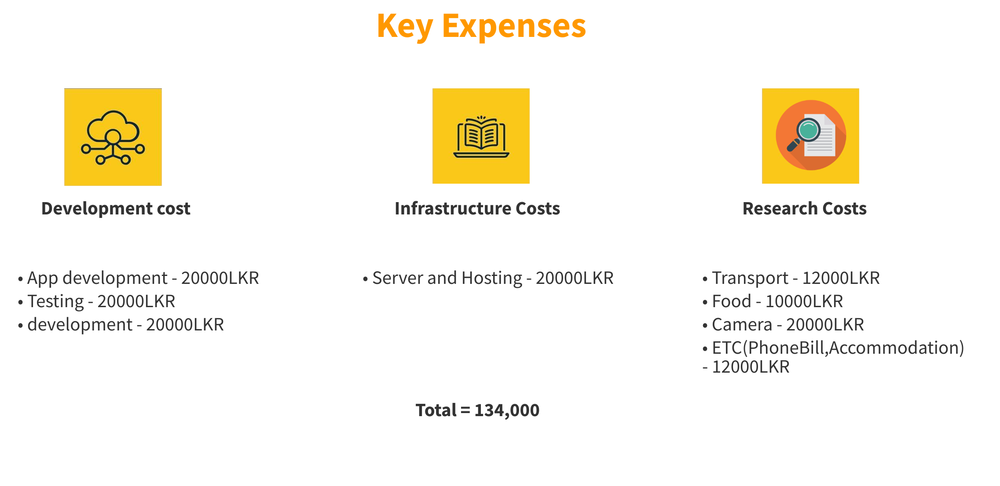 Key Expenses
Development cost
• App development - 20000LKR
• Testing - 20000LKR
• development - 20000LKR
Infrastructure Costs
• Server and Hosting - 20000LKR
Research Costs
• Transport - 12000LKR
• Food - 10000LKR
• Camera - 20000LKR
• ETC(PhoneBill,Accommodation)
- 12000LKR
Total = 134,000